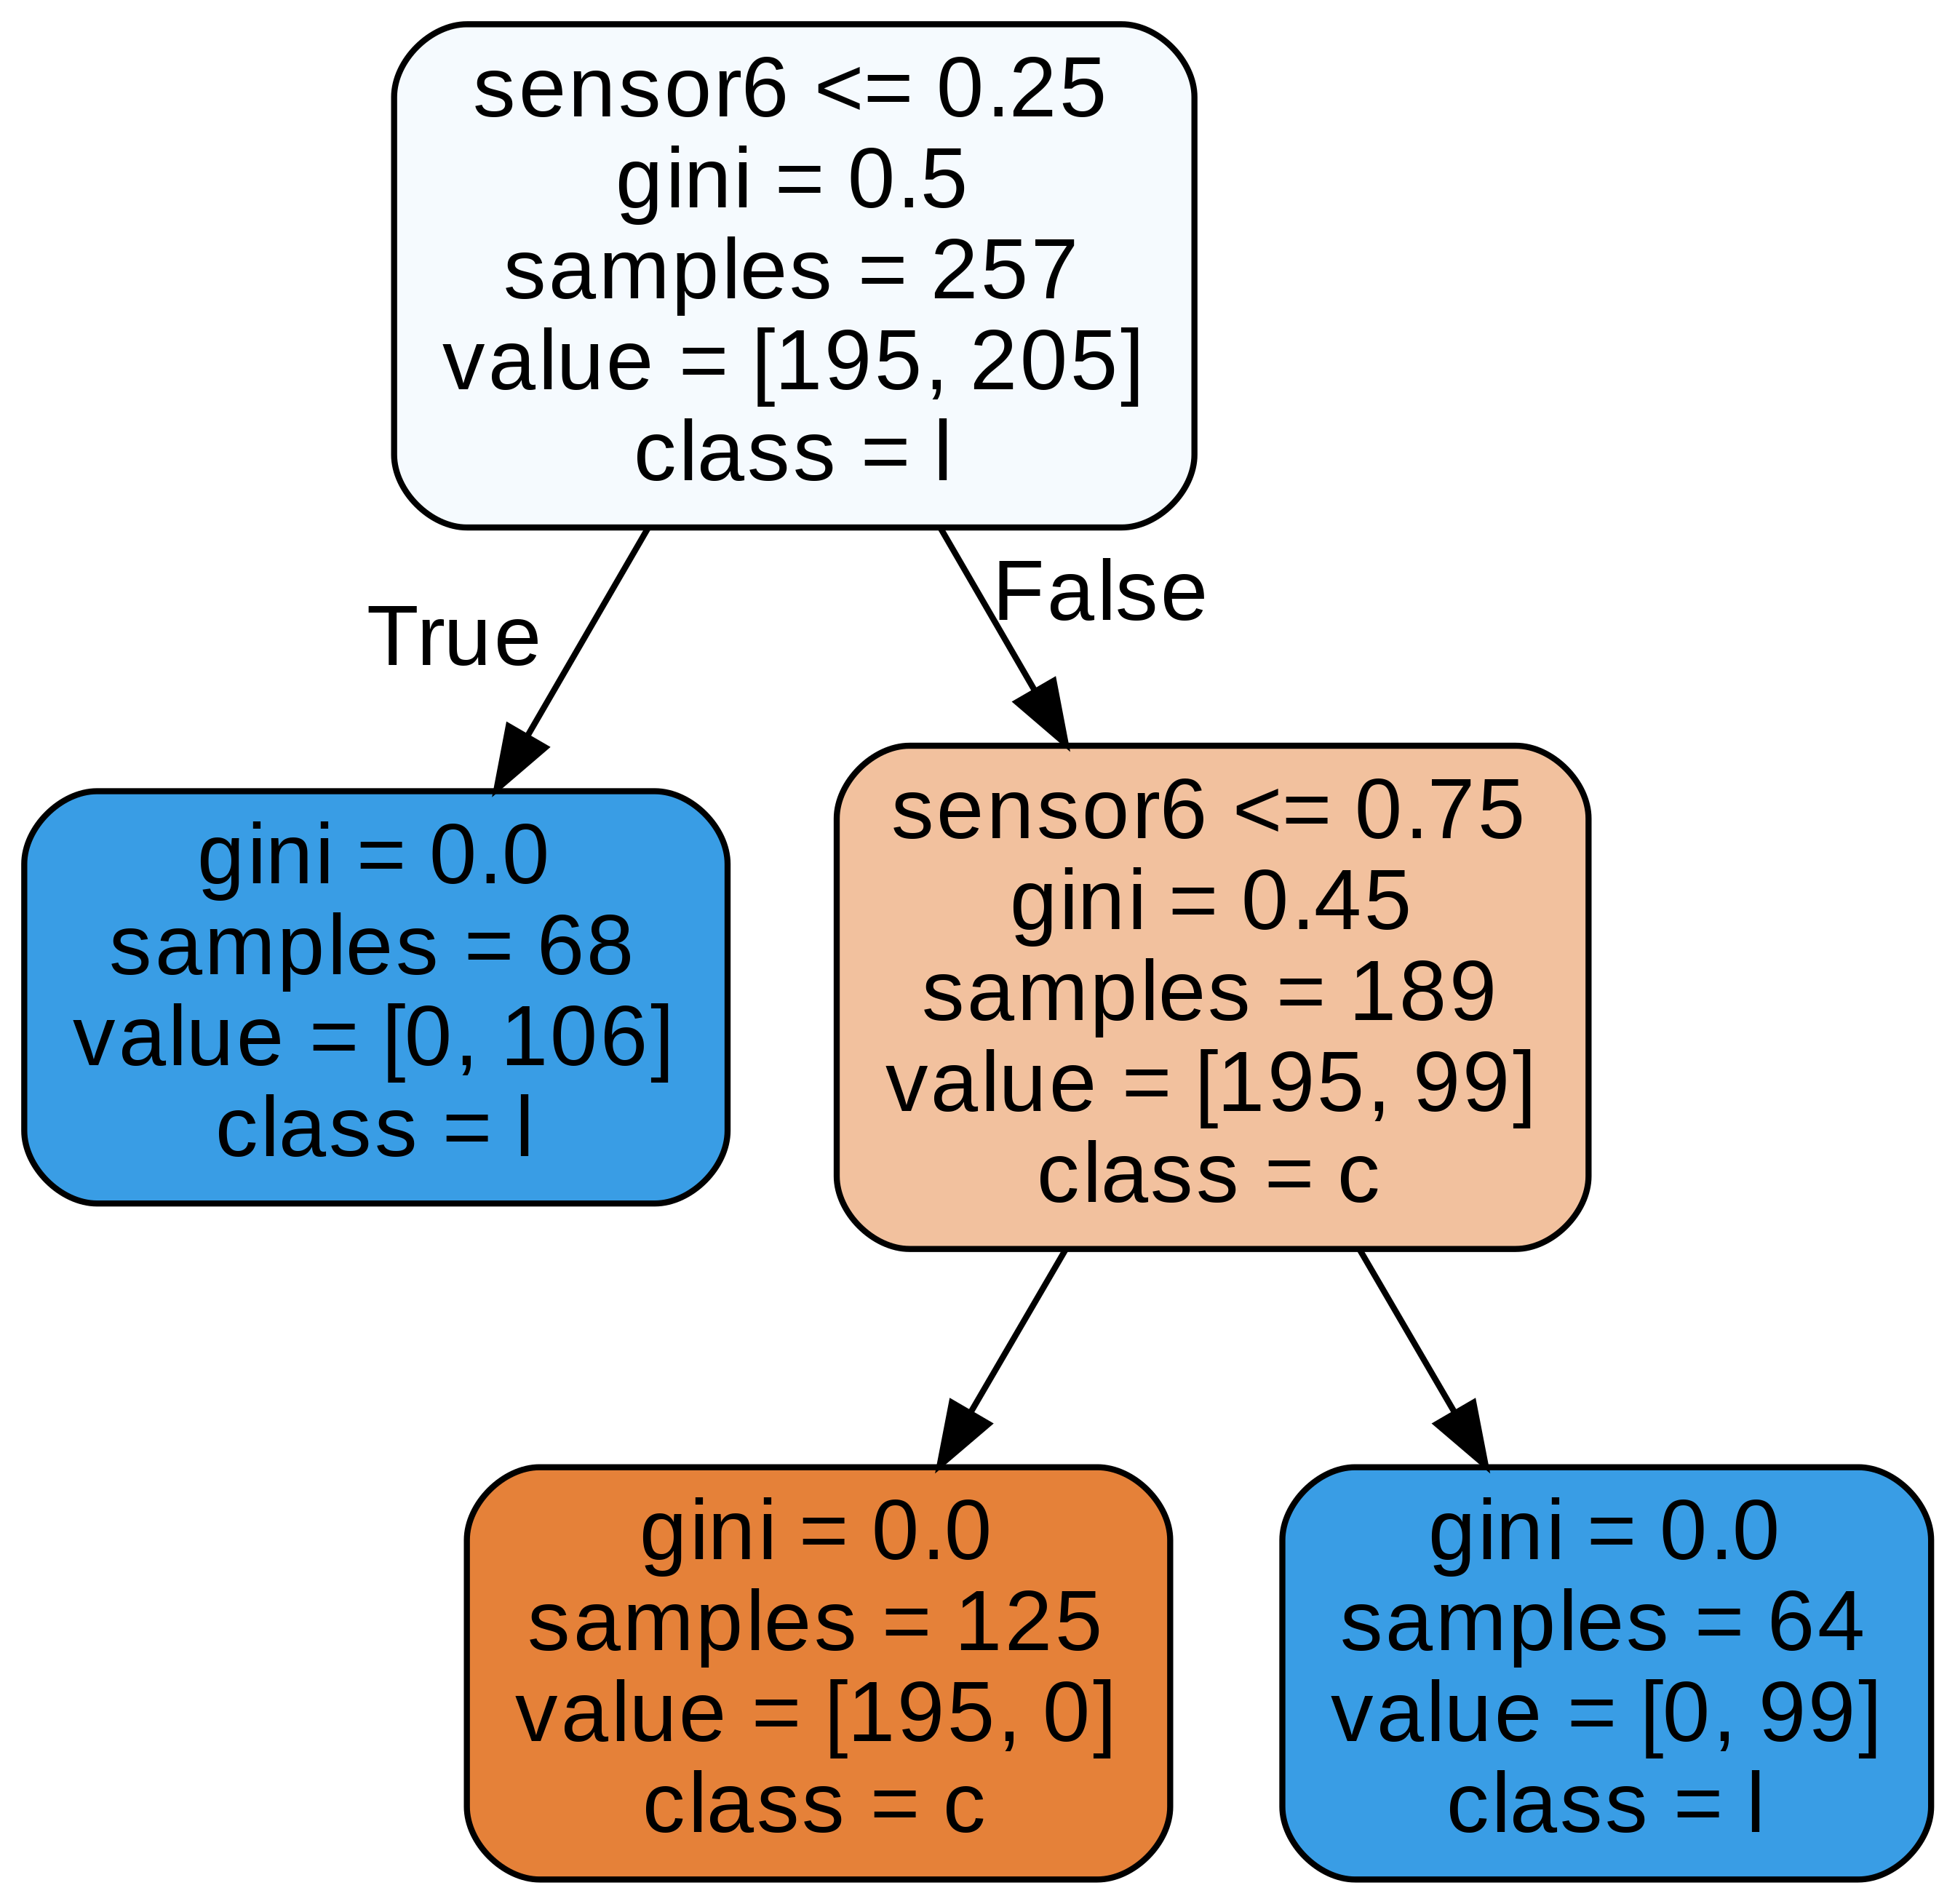 sensor6 <= 0.25
gini = 0.5
samples = 257
value = [195, 205]
class = l
True
False
gini = 0.0
samples = 68
value = [0, 106]
class = l
sensor6 <= 0.75
gini = 0.45
samples = 189
value = [195, 99]
class = c
gini = 0.0
samples = 125
value = [195, 0]
class = c
gini = 0.0
samples = 64
value = [0, 99]
class = l